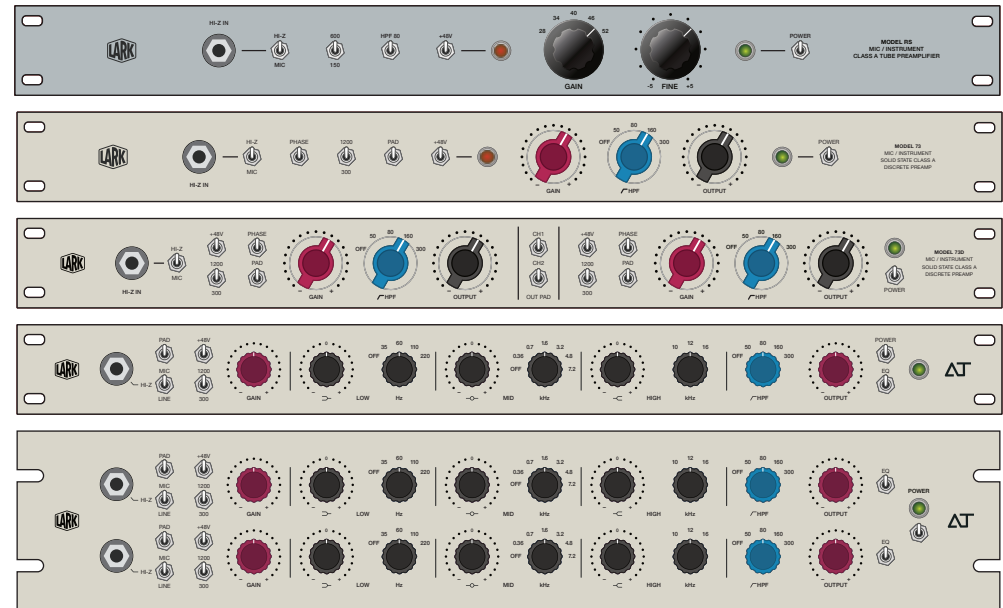 HI-Z IN
LARK
HI-Z
MIC
600
150
HPF 80
+48V
28 34 40 46 52
GAIN
-5 FINE +5
POWER
MODEL RS
MIC / INSTRUMENT
CLASS A TUBE PREAMPLIFIER
LARK
HI-Z IN
HI-Z
MIC
PHASE
1200
300
PAD
+48V
- GAIN +
OFF 50 80 160 300
HPF
- OUTPUT +
POWER
MODEL 73
MIC / INSTRUMENT
SOLID STATE CLASS A
DISCRETE PREAMP
LARK
HI-Z IN
HI-Z
MIC
+48V
PHASE
1200
300
PAD
- GAIN +
OFF 50 80 160 300
HPF
- OUTPUT +
CH1
CH2
OUT PAD
+48V
PHASE
1200
300
PAD
- GAIN +
OFF 50 80 160 300
HPF
- OUTPUT +
POWER
MODEL 73D
MIC / INSTRUMENT
SOLID STATE CLASS A
DISCRETE PREAMP
LARK
HI-Z
PAD
+48V
MIC
LINE
1200
300
- GAIN +
0
- +
LOW
OFF 35 60 110 220
Hz
0
- +
MID
OFF 0.36 0.7 1.6 3.2 4.8 7.2
kHz
0
- +
HIGH
10 12 16
kHz
OFF 50 80 160 300
HPF
- OUTPUT +
POWER
EQ
LARK
HI-Z
PAD
+48V
MIC
LINE
1200
300
- GAIN +
0
- +
LOW
OFF 35 60 110 220
Hz
0
- +
MID
OFF 0.36 0.7 1.6 3.2 4.8 7.2
kHz
0
- +
HIGH
10 12 16
kHz
OFF 50 80 160 300
HPF
- OUTPUT +
EQ
POWER
HI-Z
PAD
+48V
MIC
LINE
1200
300
- GAIN +
0
- +
LOW
OFF 35 60 110 220
Hz
0
- +
MID
OFF 0.36 0.7 1.6 3.2 4.8 7.2
kHz
0
- +
HIGH
10 12 16
kHz
OFF 50 80 160 300
HPF
- OUTPUT +
EQ